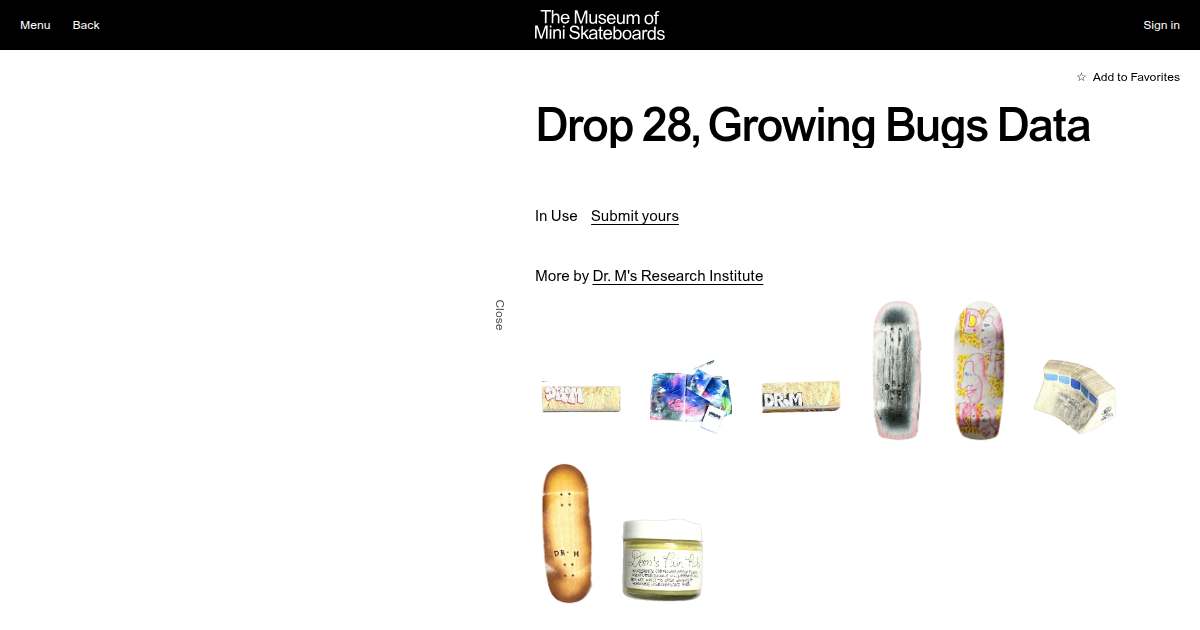 Menu Back
The Museum of
Mini Skateboards
Sign in
☆ Add to Favorites
Drop 28, Growing Bugs Data
In Use Submit yours
More by Dr. M's Research Institute
Close
DR.M
DR.M
DR·M